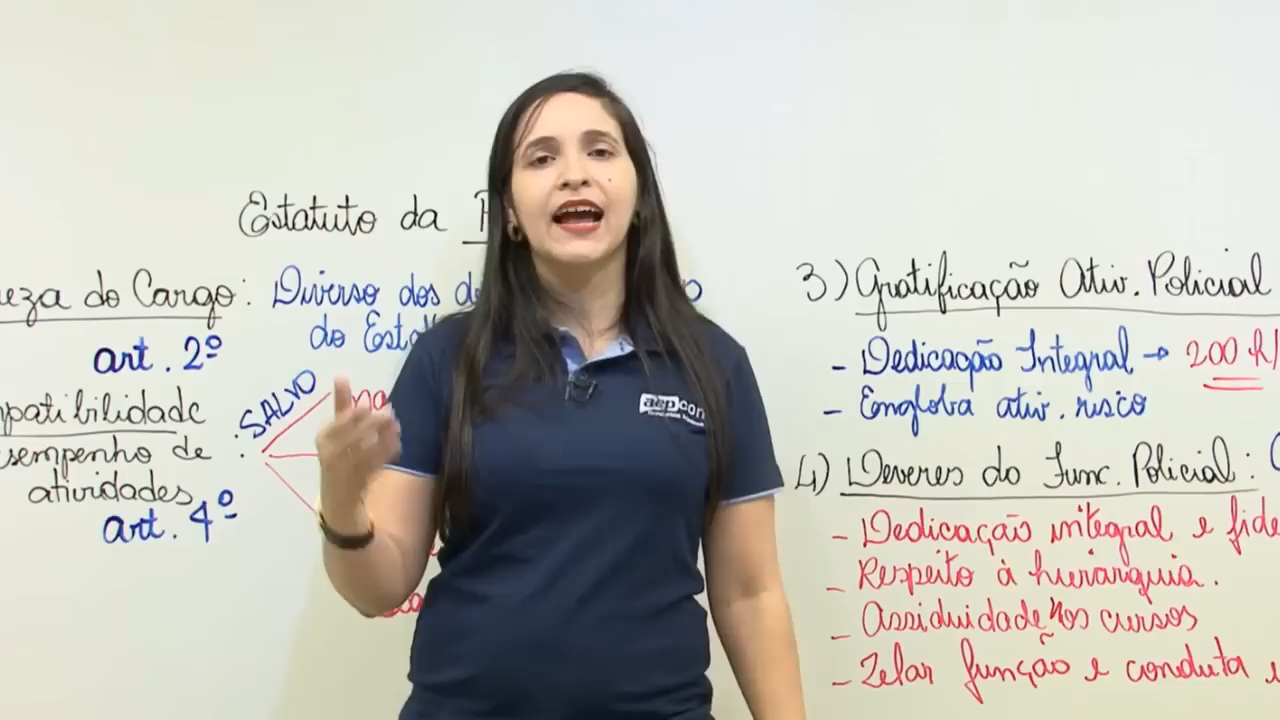 Estatuto da
eza do Cargo: Diverso dos
do Esta
art. 2º
patibilidade
sempenho de : SALVO
atividades
art. 4º
3) Gratificação Ativ. Policial
- Dedicação Integral → 200 h/
- Engloba ativ. risco
4) Deveres do Func. Policial:
- Dedicação integral e fide
- Respeito à hierarquia.
- Assiduidade nos cursos
- Zelar função e conduta
aepcon